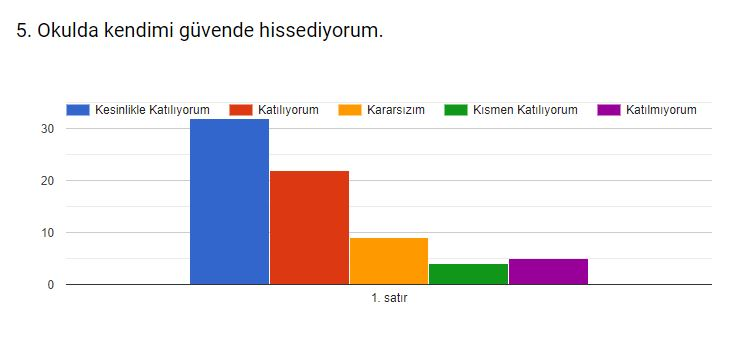 5. Okulda kendimi güvende hissediyorum.
Kesinlikle Katılıyorum Katılıyorum Kararsızım Kısmen Katılıyorum Katılmıyorum
30
20
10
0
1. satır